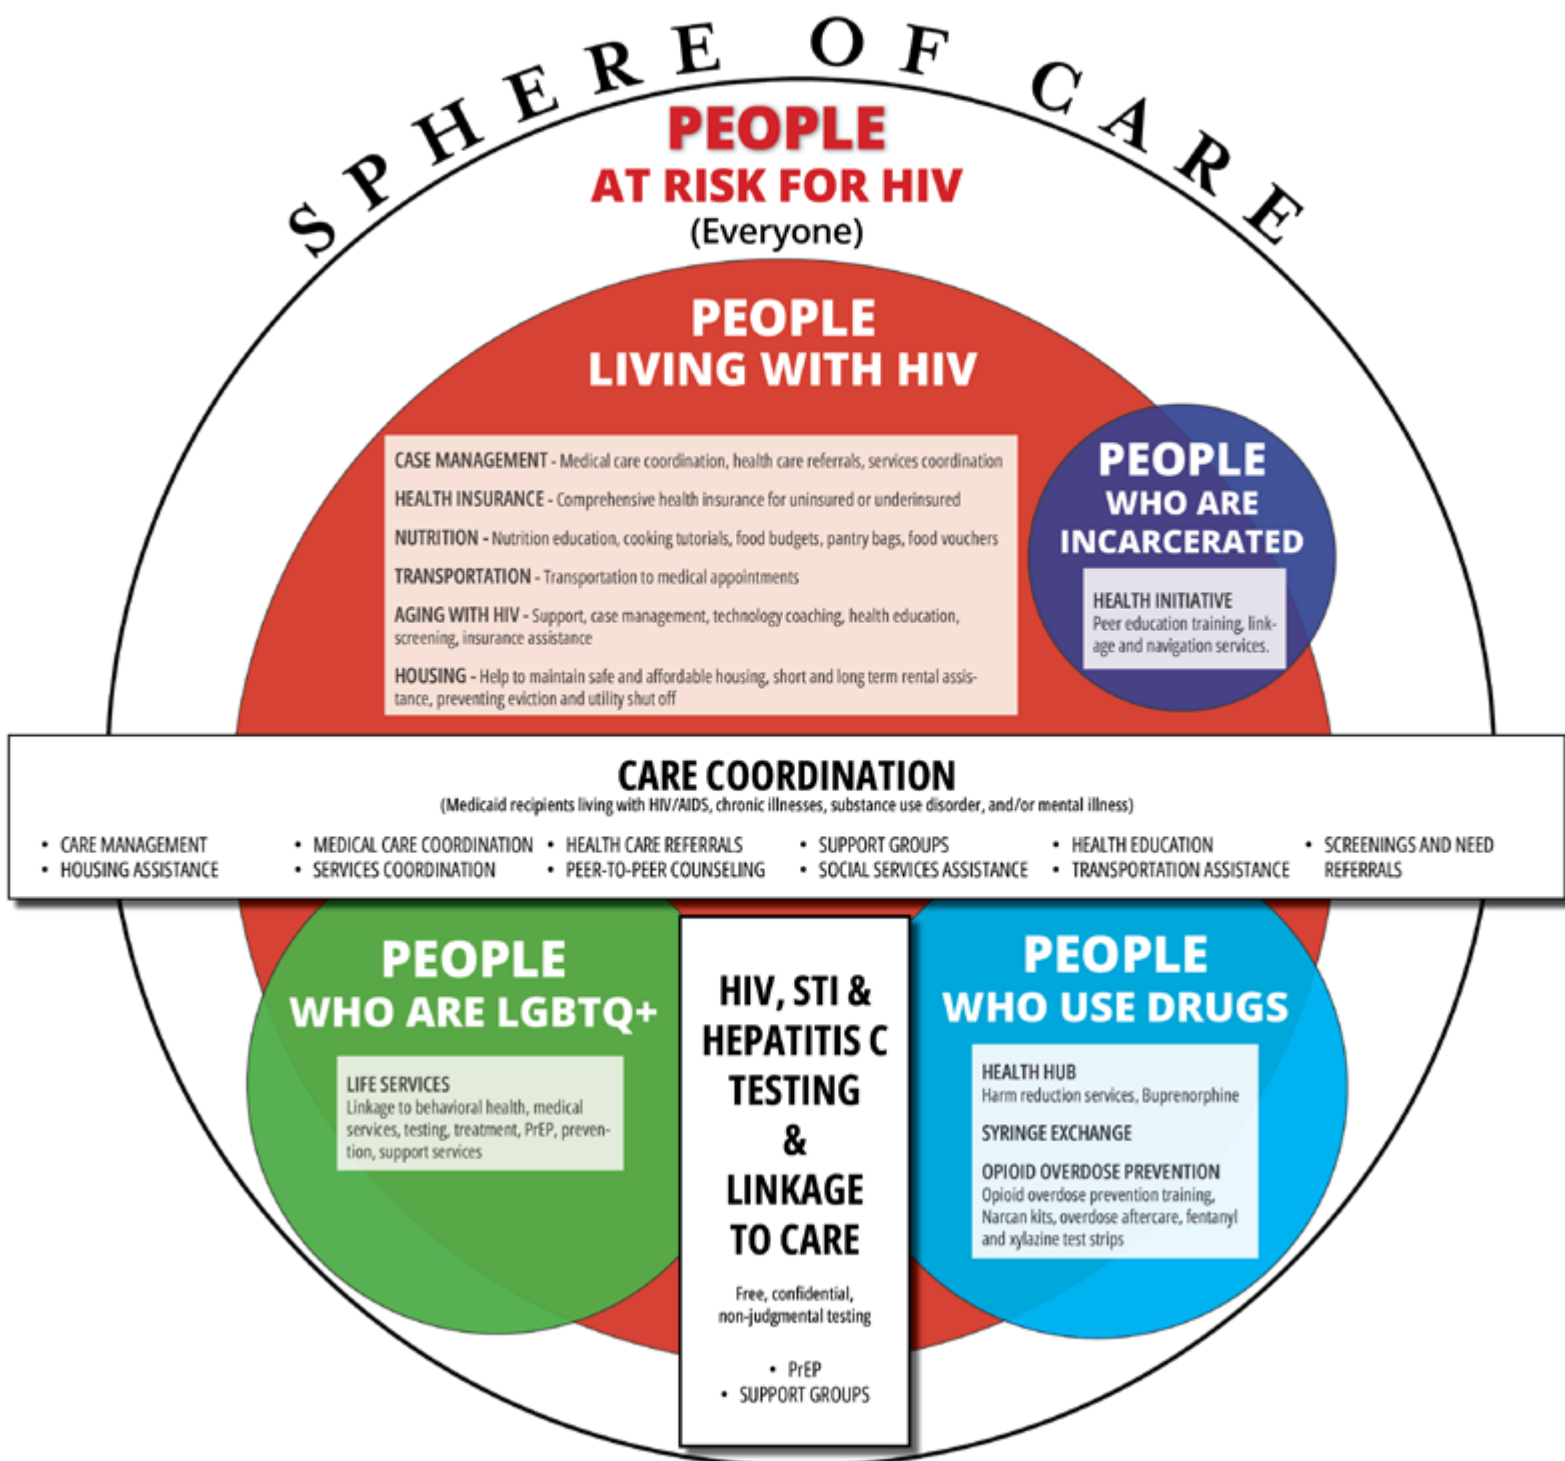 SPHERE OF CARE
PEOPLE
AT RISK FOR HIV
(Everyone)
PEOPLE
LIVING WITH HIV
CASE MANAGEMENT - Medical care coordination, health care referrals, services coordination
HEALTH INSURANCE - Comprehensive health insurance for uninsured or underinsured
NUTRITION - Nutrition education, cooking tutorials, food budgets, pantry bags, food vouchers
TRANSPORTATION - Transportation to medical appointments
AGING WITH HIV - Support, case management, technology coaching, health education,
screening, insurance assistance
HOUSING - Help to maintain safe and affordable housing, short and long term rental assis-
tance, preventing eviction and utility shut off
PEOPLE
WHO ARE
INCARCERATED
HEALTH INITIATIVE
Peer education training, link-
age and navigation services.
CARE COORDINATION
(Medicaid recipients living with HIV/AIDS, chronic illnesses, substance use disorder, and/or mental illness)
• CARE MANAGEMENT
• HOUSING ASSISTANCE
• MEDICAL CARE COORDINATION
• SERVICES COORDINATION
• HEALTH CARE REFERRALS
• PEER-TO-PEER COUNSELING
• SUPPORT GROUPS
• SOCIAL SERVICES ASSISTANCE
• HEALTH EDUCATION
• TRANSPORTATION ASSISTANCE
• SCREENINGS AND NEED
REFERRALS
PEOPLE
WHO ARE LGBTQ+
LIFE SERVICES
Linkage to behavioral health, medical
services, testing, treatment, PrEP, preven-
tion, support services
HIV, STI &
HEPATITIS C
TESTING
&
LINKAGE
TO CARE
Free, confidential,
non-judgmental testing
• PrEP
• SUPPORT GROUPS
PEOPLE
WHO USE DRUGS
HEALTH HUB
Harm reduction services, Buprenorphine
SYRINGE EXCHANGE
OPIOID OVERDOSE PREVENTION
Opioid overdose prevention training,
Narcan kits, overdose aftercare, fentanyl
and xylazine test strips